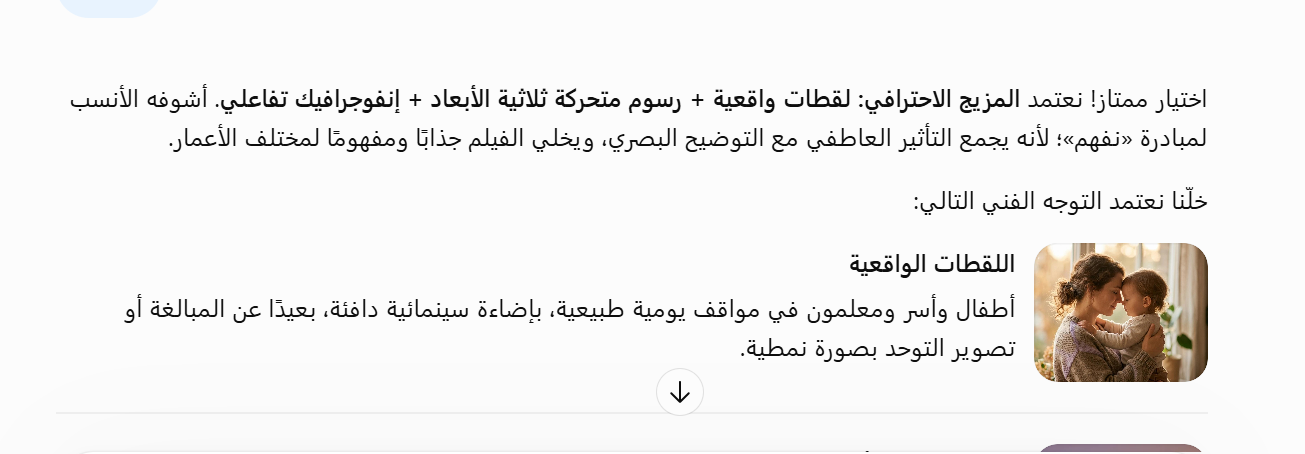 اختيار ممتاز! نعتمد المزيج الاحترافي: لقطات واقعية + رسوم متحركة ثلاثية الأبعاد + إنفوجرافيك تفاعلي. أشوفه الأنسب
لمبادرة «نفهم»؛ لأنه يجمع التأثير العاطفي مع التوضيح البصري، ويخلي الفيلم جذابًا ومفهومًا لمختلف الأعمار.
خلّنا نعتمد التوجه الفني التالي:
اللقطات الواقعية
أطفال وأسر ومعلمون في مواقف يومية طبيعية، بإضاءة سينمائية دافئة، بعيدًا عن المبالغة أو
تصوير التوحد بصورة نمطية.